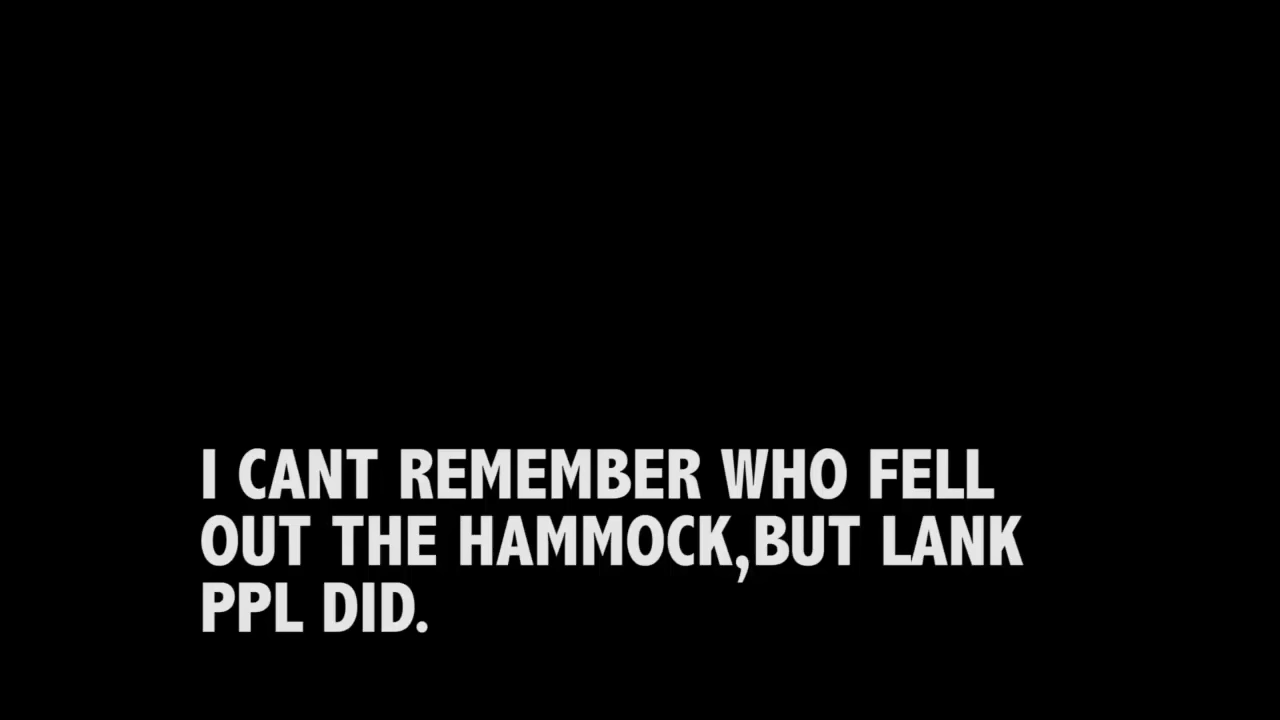 I CANT REMEMBER WHO FELL
OUT THE HAMMOCK,BUT LANK
PPL DID.